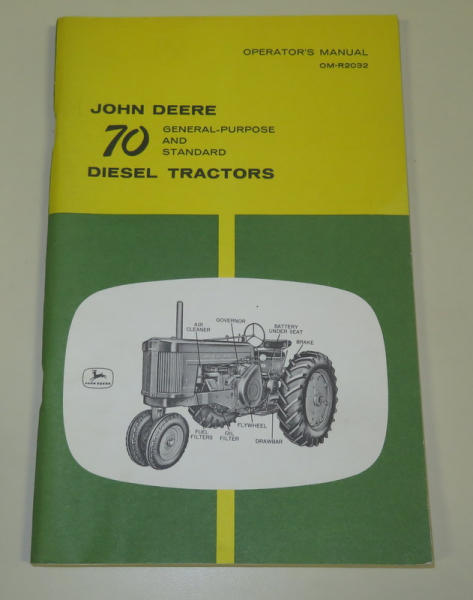 OPERATOR'S MANUAL
OM-R2032
JOHN DEERE
70 GENERAL-PURPOSE
AND
STANDARD
DIESEL TRACTORS
AIR
CLEANER
GOVERNOR
BATTERY
UNDER SEAT
BRAKE
JOHN DEERE
FUEL
FILTERS
OIL
FILTER
FLYWHEEL
DRAWBAR